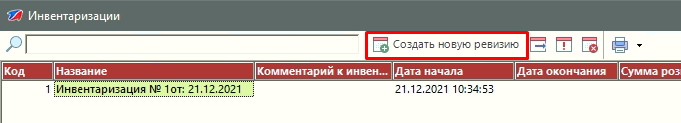 Инвентаризации
Создать новую ревизию
Код Название Комментарий к инвен... Дата начала Дата окончания Сумма роз
1 Инвентаризация № 1от: 21.12.2021 21.12.2021 10:34:53